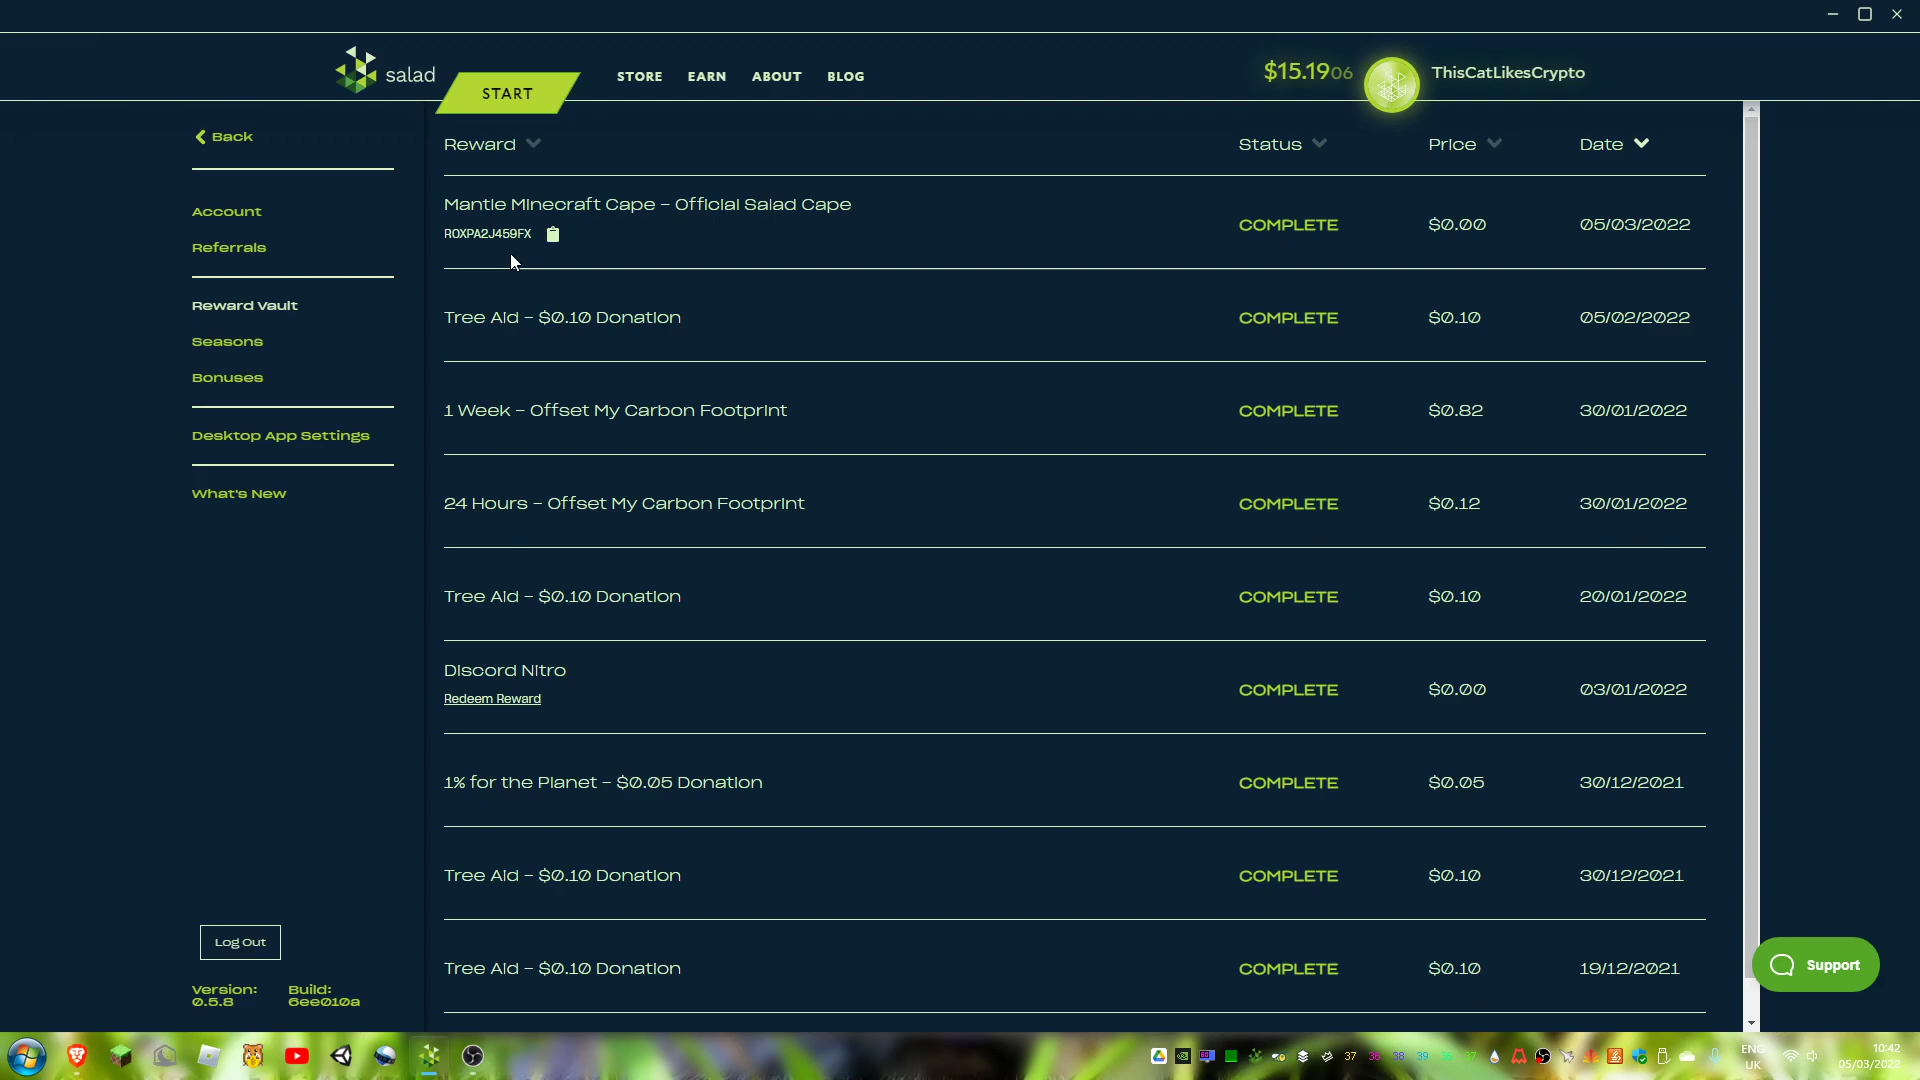 salad
START
STORE
EARN
ABOUT
BLOG
$15.1906
ThisCatLikesCrypto
Back
Account
Referrals
Reward Vault
Seasons
Bonuses
Desktop App Settings
What's New
Log Out
Version: Build:
0.5.8 6ee010a
Reward Status Price Date
Mantle Minecraft Cape – Official Salad Cape
R0XPA2J459FX
COMPLETE $0.00 05/03/2022
Tree Aid – $0.10 Donation COMPLETE $0.10 05/02/2022
1 Week – Offset My Carbon Footprint COMPLETE $0.82 30/01/2022
24 Hours – Offset My Carbon Footprint COMPLETE $0.12 30/01/2022
Tree Aid – $0.10 Donation COMPLETE $0.10 20/01/2022
Discord Nitro
Redeem Reward
COMPLETE $0.00 03/01/2022
1% for the Planet – $0.05 Donation COMPLETE $0.05 30/12/2021
Tree Aid – $0.10 Donation COMPLETE $0.10 30/12/2021
Tree Aid – $0.10 Donation COMPLETE $0.10 19/12/2021
Support
37 36 38 39 36 37
ENG
UK
10:42
05/03/2022